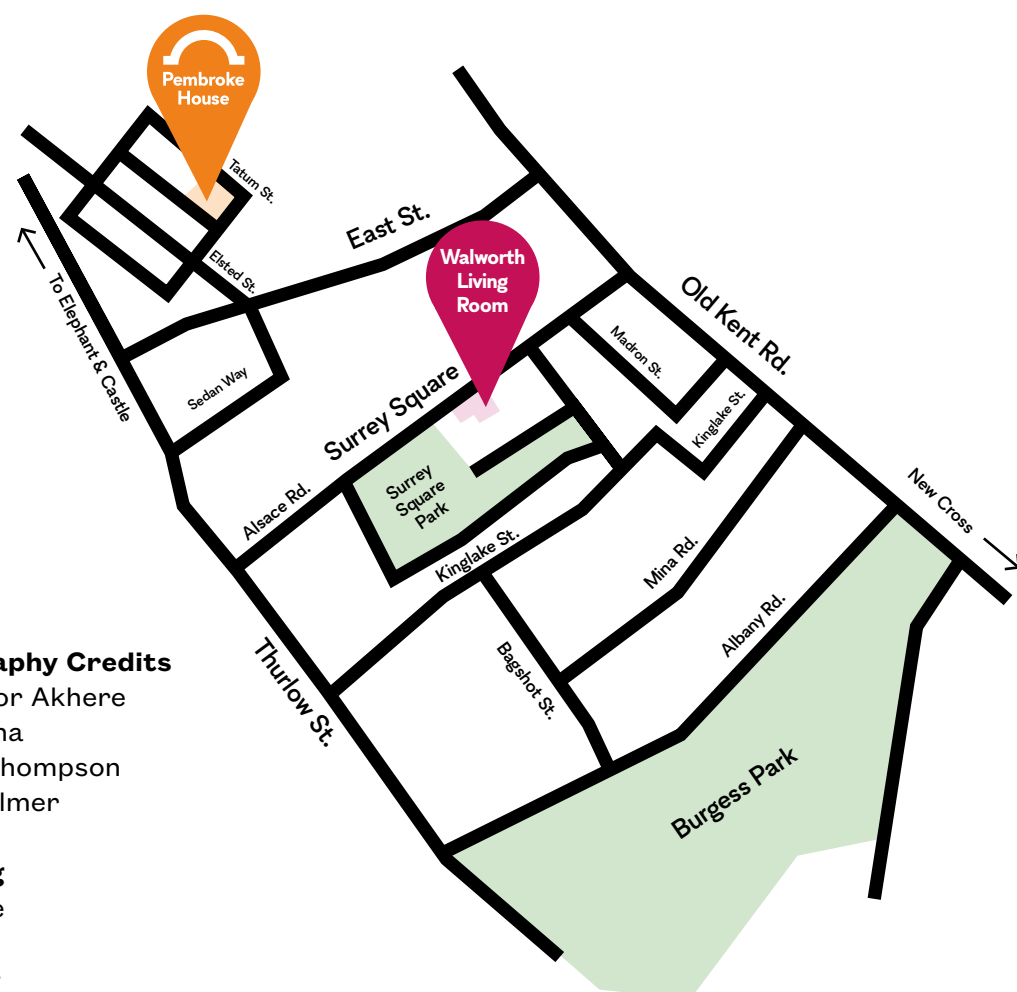 Pembroke
House
Tatum St.
East St.
Elsted St.
To Elephant & Castle
Walworth
Living
Room
Old Kent Rd.
Madron St.
Sedan Way
Surrey Square
Kinglake St.
Surrey
Square
Park
Alsace Rd.
New Cross
Kinglake St.
Mina Rd.
Albany Rd.
Bagshot St.
Thurlow St.
Burgess Park
aphy Credits
or Akhere
na
hompson
lmer
g
e